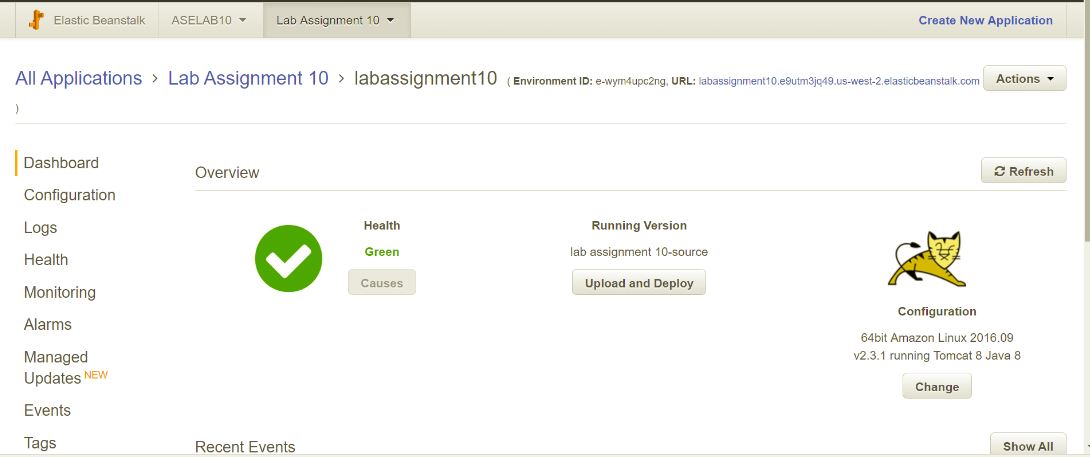 Elastic Beanstalk ASELAB10 Lab Assignment 10 Create New Application
All Applications > Lab Assignment 10 > labassignment10 ( Environment ID: e-wym4upc2ng, URL: labassignment10.e9utm3jq49.us-west-2.elasticbeanstalk.com Actions
)
Dashboard
Configuration
Logs
Health
Monitoring
Alarms
Managed
Updates NEW
Events
Tags
Overview
Refresh
Health
Green
Causes
Running Version
lab assignment 10-source
Upload and Deploy
Configuration
64bit Amazon Linux 2016.09
v2.3.1 running Tomcat 8 Java 8
Change
Recent Events
Show All